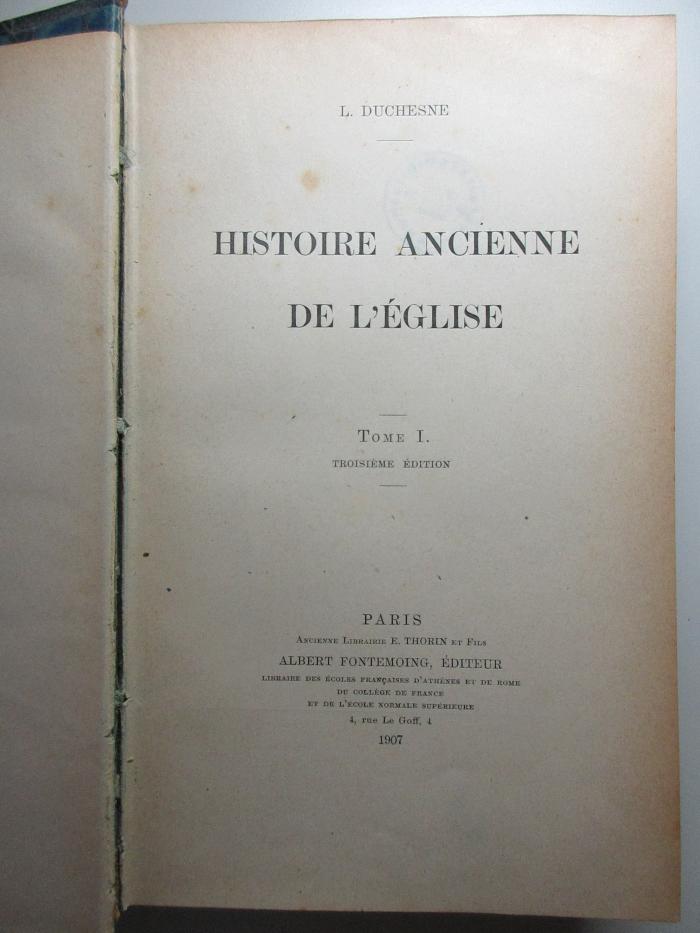 L. DUCHESNE
HISTOIRE ANCIENNE
DE L'ÉGLISE
TOME I.
TROISIÈME ÉDITION
PARIS
ANCIENNE LIBRAIRIE E. THORIN ET FILS
ALBERT FONTEMOING, ÉDITEUR
LIBRAIRE DES ÉCOLES FRANÇAISES D'ATHÈNES ET DE ROME
DU COLLÈGE DE FRANCE
ET DE L'ÉCOLE NORMALE SUPÉRIEURE
4, rue Le Goff, 4
1907